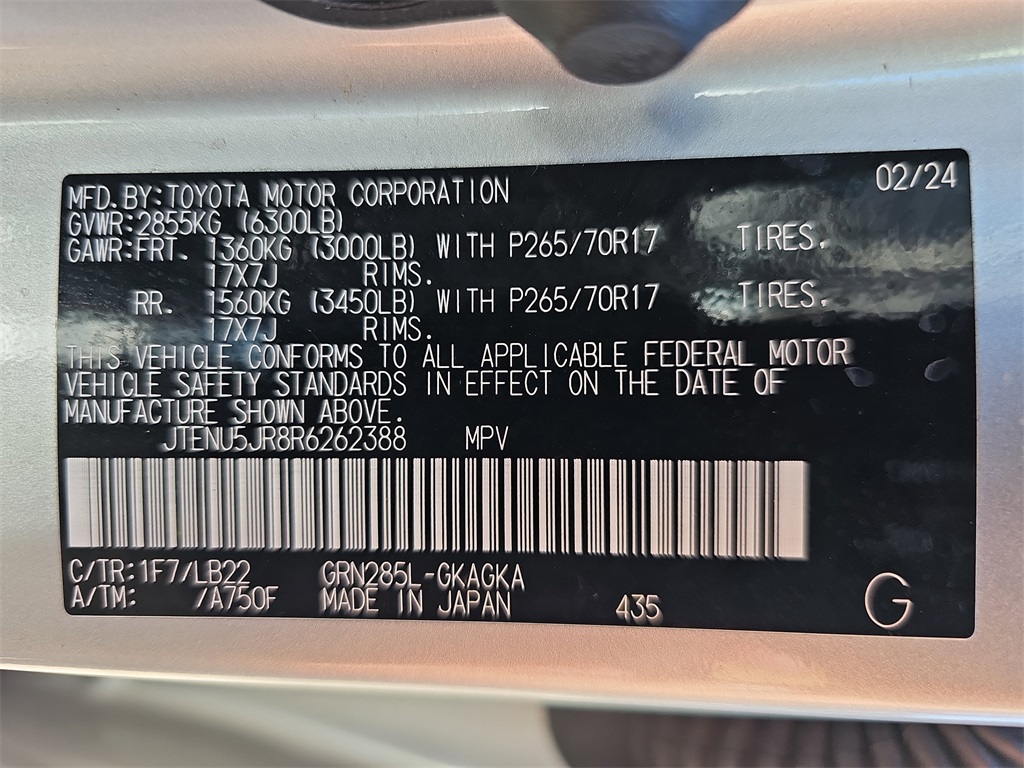 MFD.BY:TOYOTA MOTOR CORPORATION 02/24
GVWR:2855KG (6300LB)
GAWR:FRT. 1360KG (3000LB) WITH P265/70R17 TIRES.
17X7J RIMS.
RR. 1560KG (3450LB) WITH P265/70R17 TIRES.
17X7J RIMS.
THIS VEHICLE CONFORMS TO ALL APPLICABLE FEDERAL MOTOR
VEHICLE SAFETY STANDARDS IN EFFECT ON THE DATE OF
MANUFACTURE SHOWN ABOVE.
JTENU5JR8R6262388 MPV
C/TR:1F7/LB22 GRN285L-GKAGKA
A/TM: /A750F MADE IN JAPAN 435 G